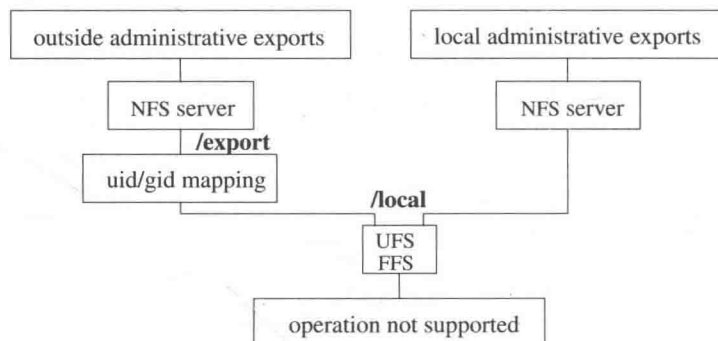 outside administrative exports
local administrative exports
NFS server
NFS server
/export
uid/gid mapping
/local
UFS
FFS
operation not supported